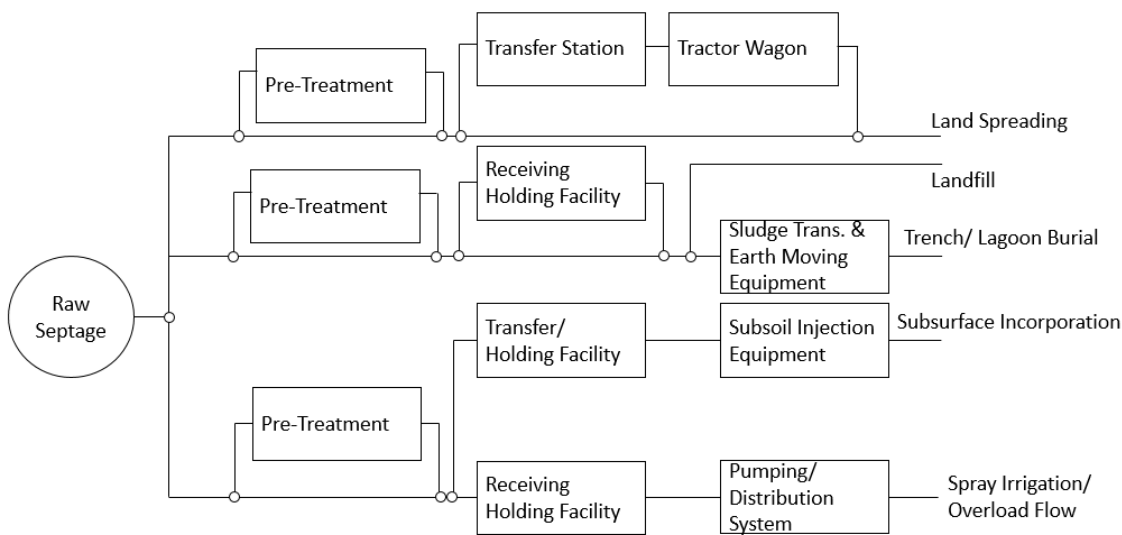 Transfer Station
Tractor Wagon
Pre-Treatment
Land Spreading
Receiving
Holding Facility
Landfill
Pre-Treatment
Sludge Trans. &
Earth Moving
Equipment
Trench/ Lagoon Burial
Raw
Septage
Transfer/
Holding Facility
Subsoil Injection
Equipment
Subsurface Incorporation
Pre-Treatment
Receiving
Holding Facility
Pumping/
Distribution
System
Spray Irrigation/
Overload Flow